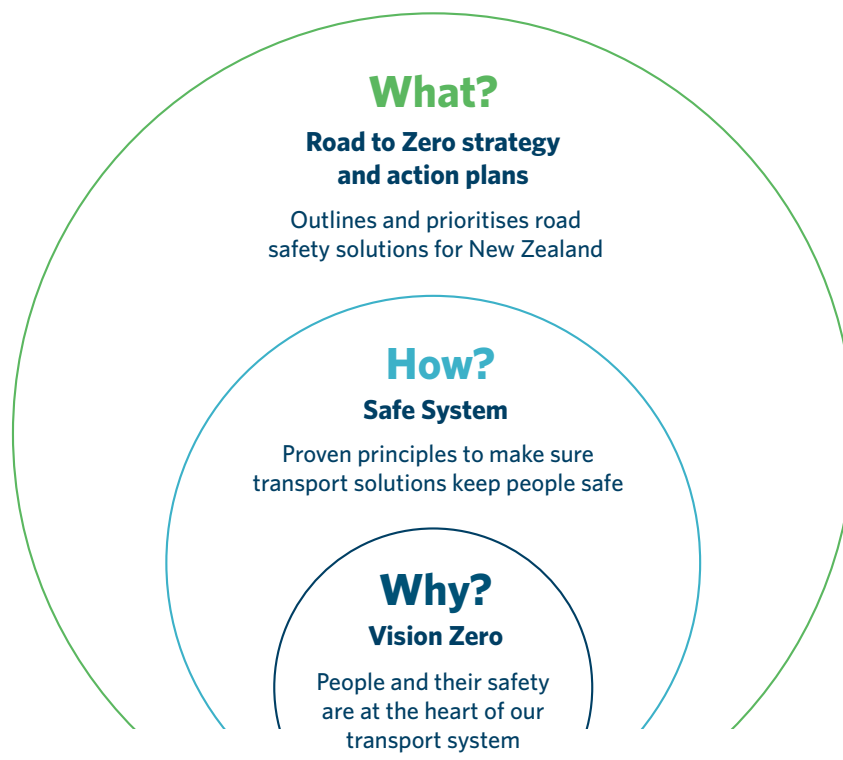 What?
Road to Zero strategy
and action plans
Outlines and prioritises road
safety solutions for New Zealand
How?
Safe System
Proven principles to make sure
transport solutions keep people safe
Why?
Vision Zero
People and their safety
are at the heart of our
transport system